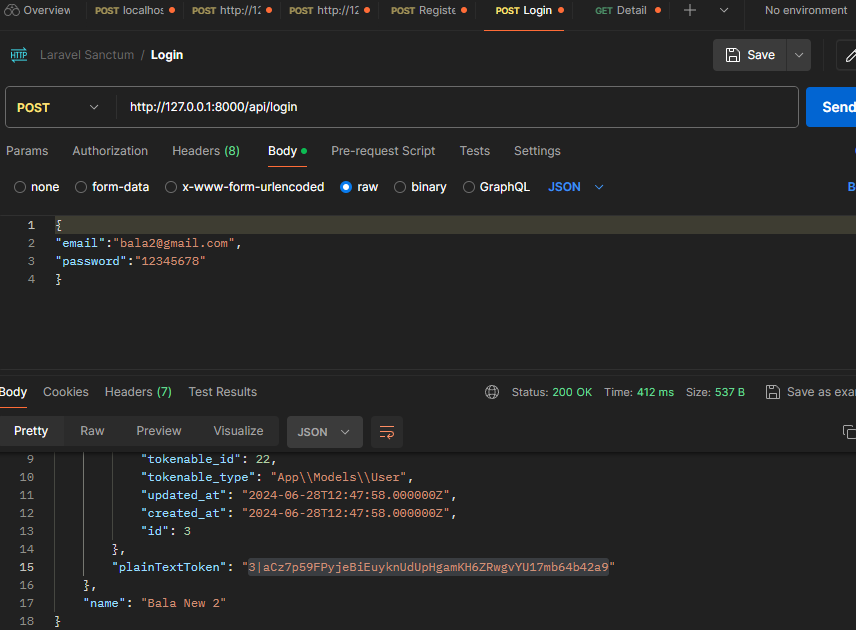 Overview POST localhos POST http://12 POST http://12 POST Registe POST Login GET Detail No environment
HTTP Laravel Sanctum / Login Save
POST http://127.0.0.1:8000/api/login Send
Params Authorization Headers (8) Body Pre-request Script Tests Settings
none form-data x-www-form-urlencoded raw binary GraphQL JSON B
1 {
2 "email":"bala2@gmail.com",
3 "password":"12345678"
4 }
Body Cookies Headers (7) Test Results Status: 200 OK Time: 412 ms Size: 537 B Save as exa
Pretty Raw Preview Visualize JSON
9 "tokenable_id": 22,
10 "tokenable_type": "App\\Models\\User",
11 "updated_at": "2024-06-28T12:47:58.000000Z",
12 "created_at": "2024-06-28T12:47:58.000000Z",
13 "id": 3
14 },
15 "plainTextToken": "3|aCz7p59FPyjeBiEuyknUdUpHgamKH6ZRwgvYU17mb64b42a9"
16 },
17 "name": "Bala New 2"
18 }